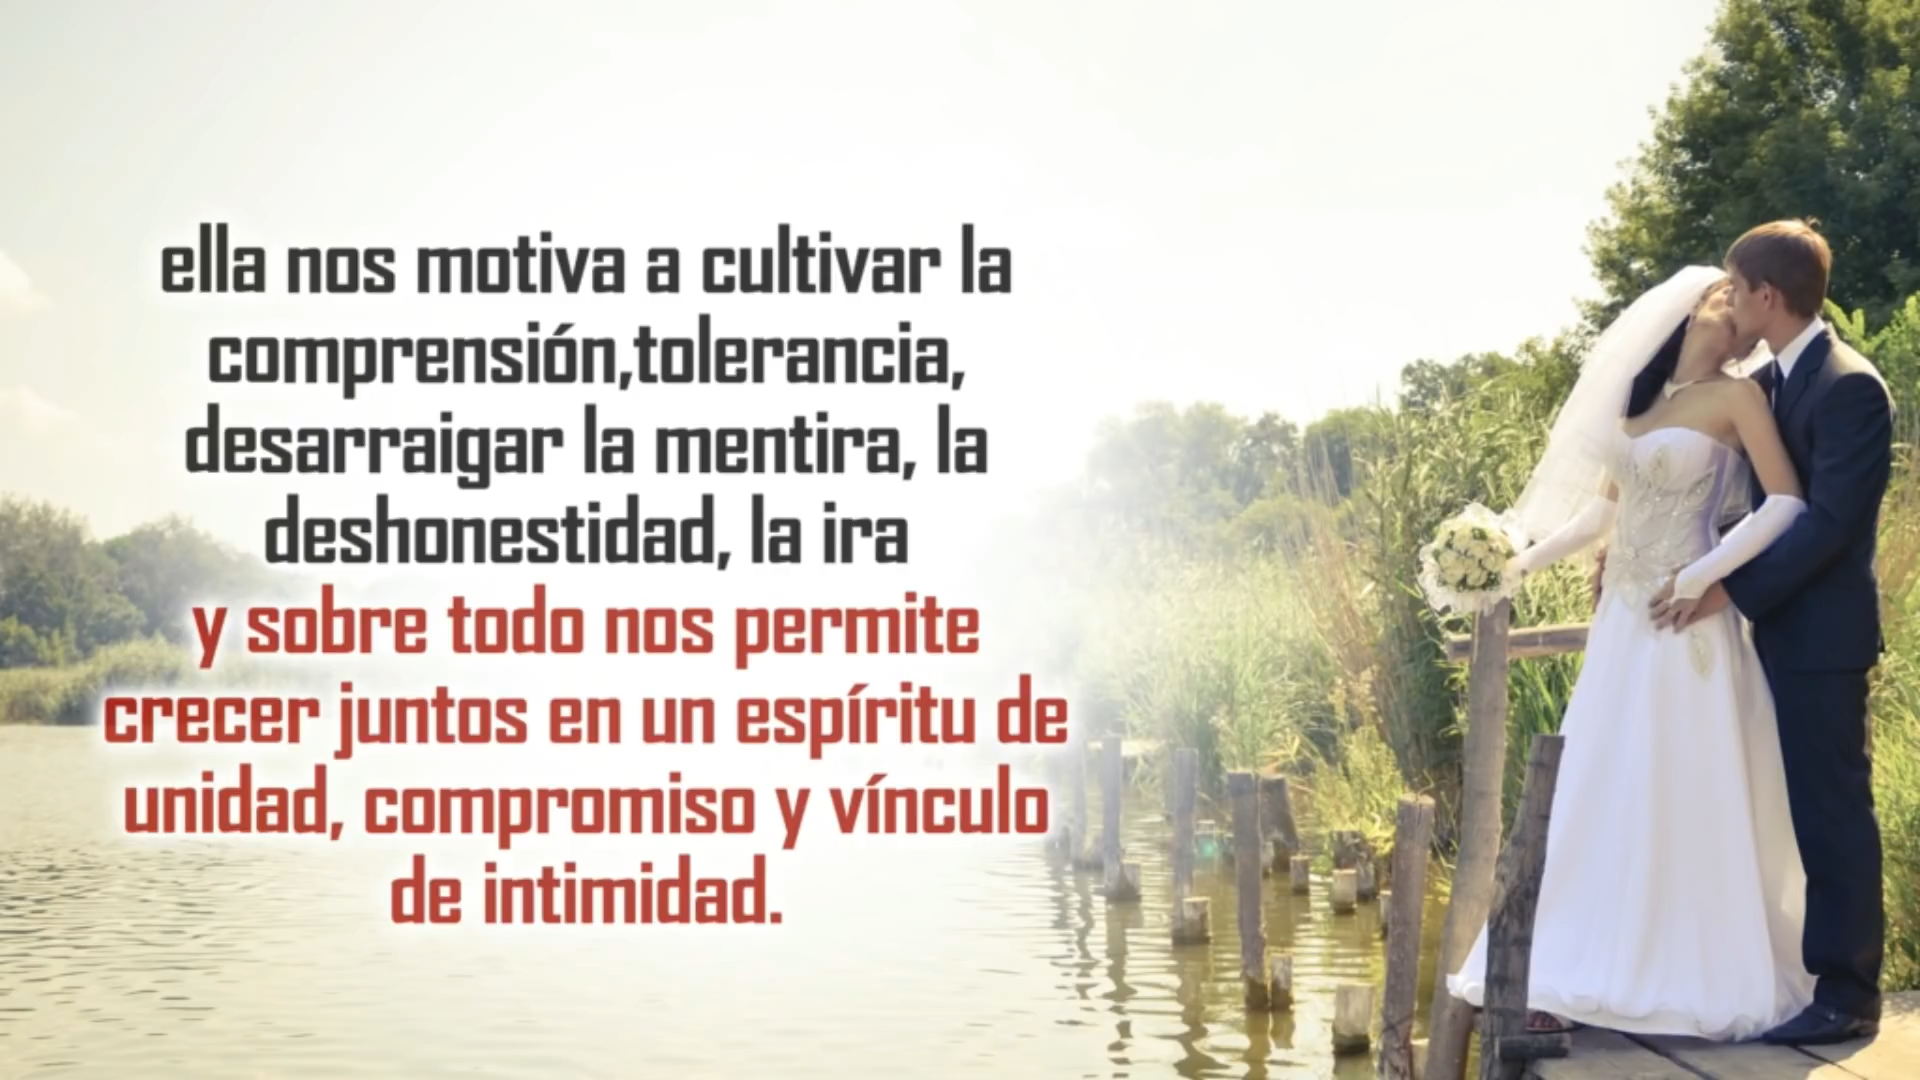 ella nos motiva a cultivar la
comprensión,tolerancia,
desarraigar la mentira, la
deshonestidad, la ira
y sobre todo nos permite
crecer juntos en un espíritu de
unidad, compromiso y vínculo
de intimidad.